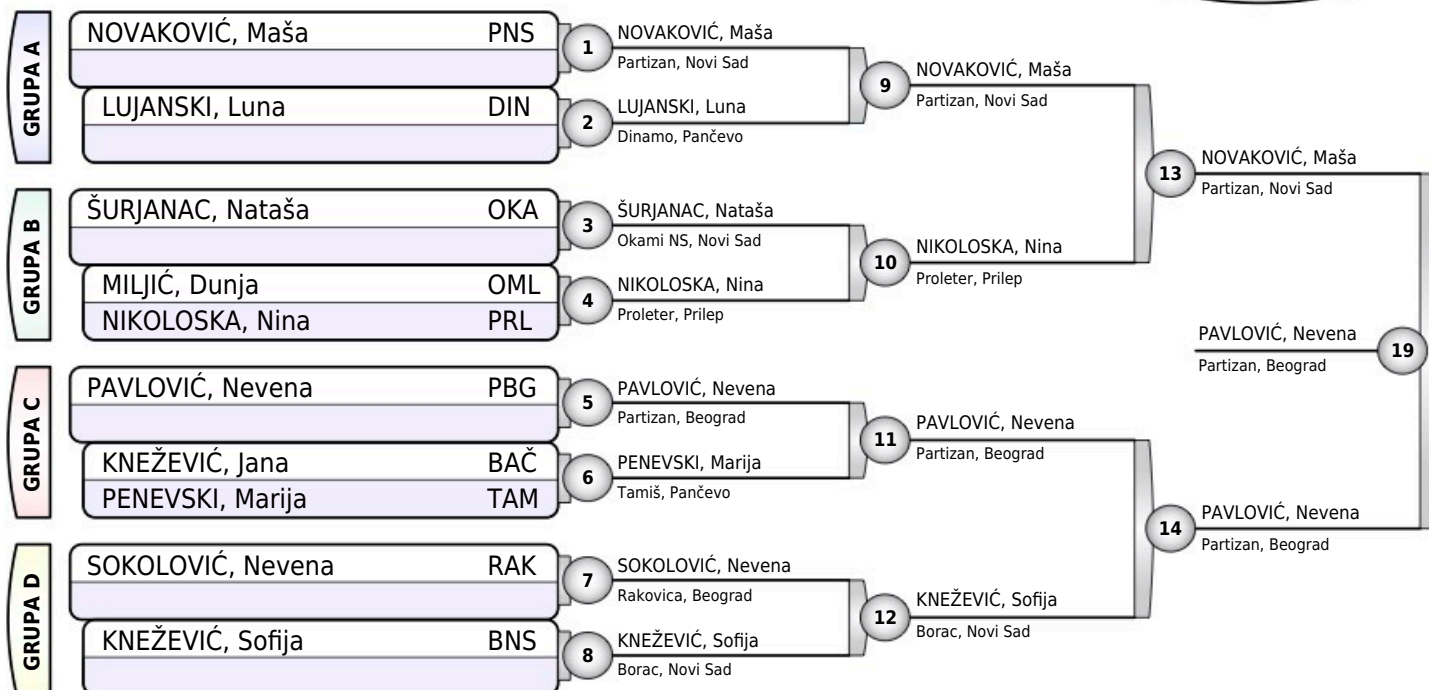 GRUPA A
NOVAKOVIĆ, Maša PNS
LUJANSKI, Luna DIN
GRUPA B
ŠURJANAC, Nataša OKA
MILJIĆ, Dunja OML
NIKOLOSKA, Nina PRL
GRUPA C
PAVLOVIĆ, Nevena PBG
KNEŽEVIĆ, Jana BAČ
PENEVSKI, Marija TAM
GRUPA D
SOKOLOVIĆ, Nevena RAK
KNEŽEVIĆ, Sofija BNS
1
NOVAKOVIĆ, Maša
Partizan, Novi Sad
2
LUJANSKI, Luna
Dinamo, Pančevo
3
ŠURJANAC, Nataša
Okami NS, Novi Sad
4
NIKOLOSKA, Nina
Proleter, Prilep
5
PAVLOVIĆ, Nevena
Partizan, Beograd
6
PENEVSKI, Marija
Tamiš, Pančevo
7
SOKOLOVIĆ, Nevena
Rakovica, Beograd
8
KNEŽEVIĆ, Sofija
Borac, Novi Sad
9
NOVAKOVIĆ, Maša
Partizan, Novi Sad
10
NIKOLOSKA, Nina
Proleter, Prilep
11
PAVLOVIĆ, Nevena
Partizan, Beograd
12
KNEŽEVIĆ, Sofija
Borac, Novi Sad
13
NOVAKOVIĆ, Maša
Partizan, Novi Sad
14
PAVLOVIĆ, Nevena
Partizan, Beograd
PAVLOVIĆ, Nevena
Partizan, Beograd
19